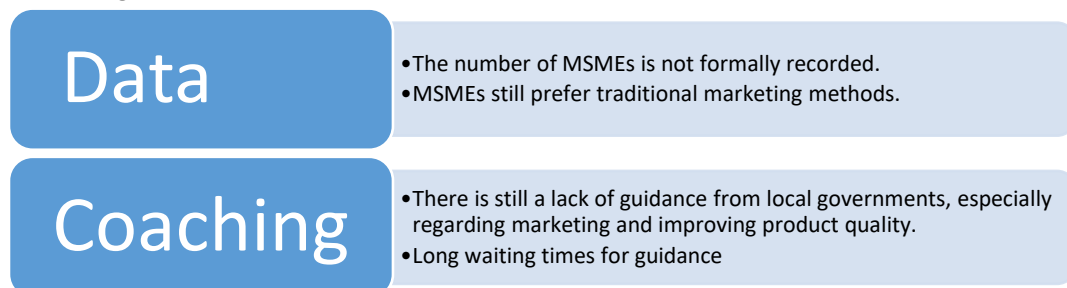 Data
•The number of MSMEs is not formally recorded.
•MSMEs still prefer traditional marketing methods.
Coaching
•There is still a lack of guidance from local governments, especially
regarding marketing and improving product quality.
•Long waiting times for guidance